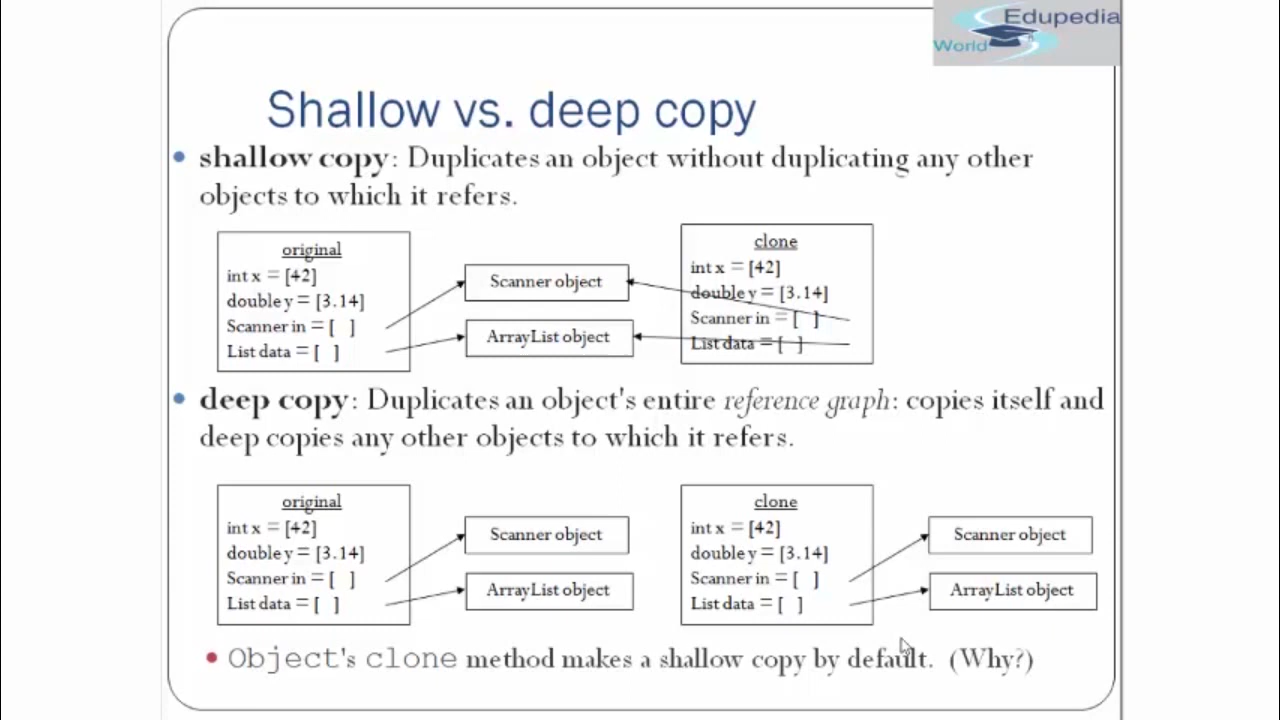 Edupedia
World
Shallow vs. deep copy
• shallow copy: Duplicates an object without duplicating any other
objects to which it refers.
original
int x = [42]
double y = [3.14]
Scanner in = [ ]
List data = [ ]
Scanner object
ArrayList object
clone
int x = [42]
double y = [3.14]
Scanner in = [ ]
List data = [ ]
• deep copy: Duplicates an object's entire reference graph: copies itself and
deep copies any other objects to which it refers.
original
int x = [42]
double y = [3.14]
Scanner in = [ ]
List data = [ ]
Scanner object
ArrayList object
clone
int x = [42]
double y = [3.14]
Scanner in = [ ]
List data = [ ]
Scanner object
ArrayList object
• Object's clone method makes a shallow copy by default. (Why?)